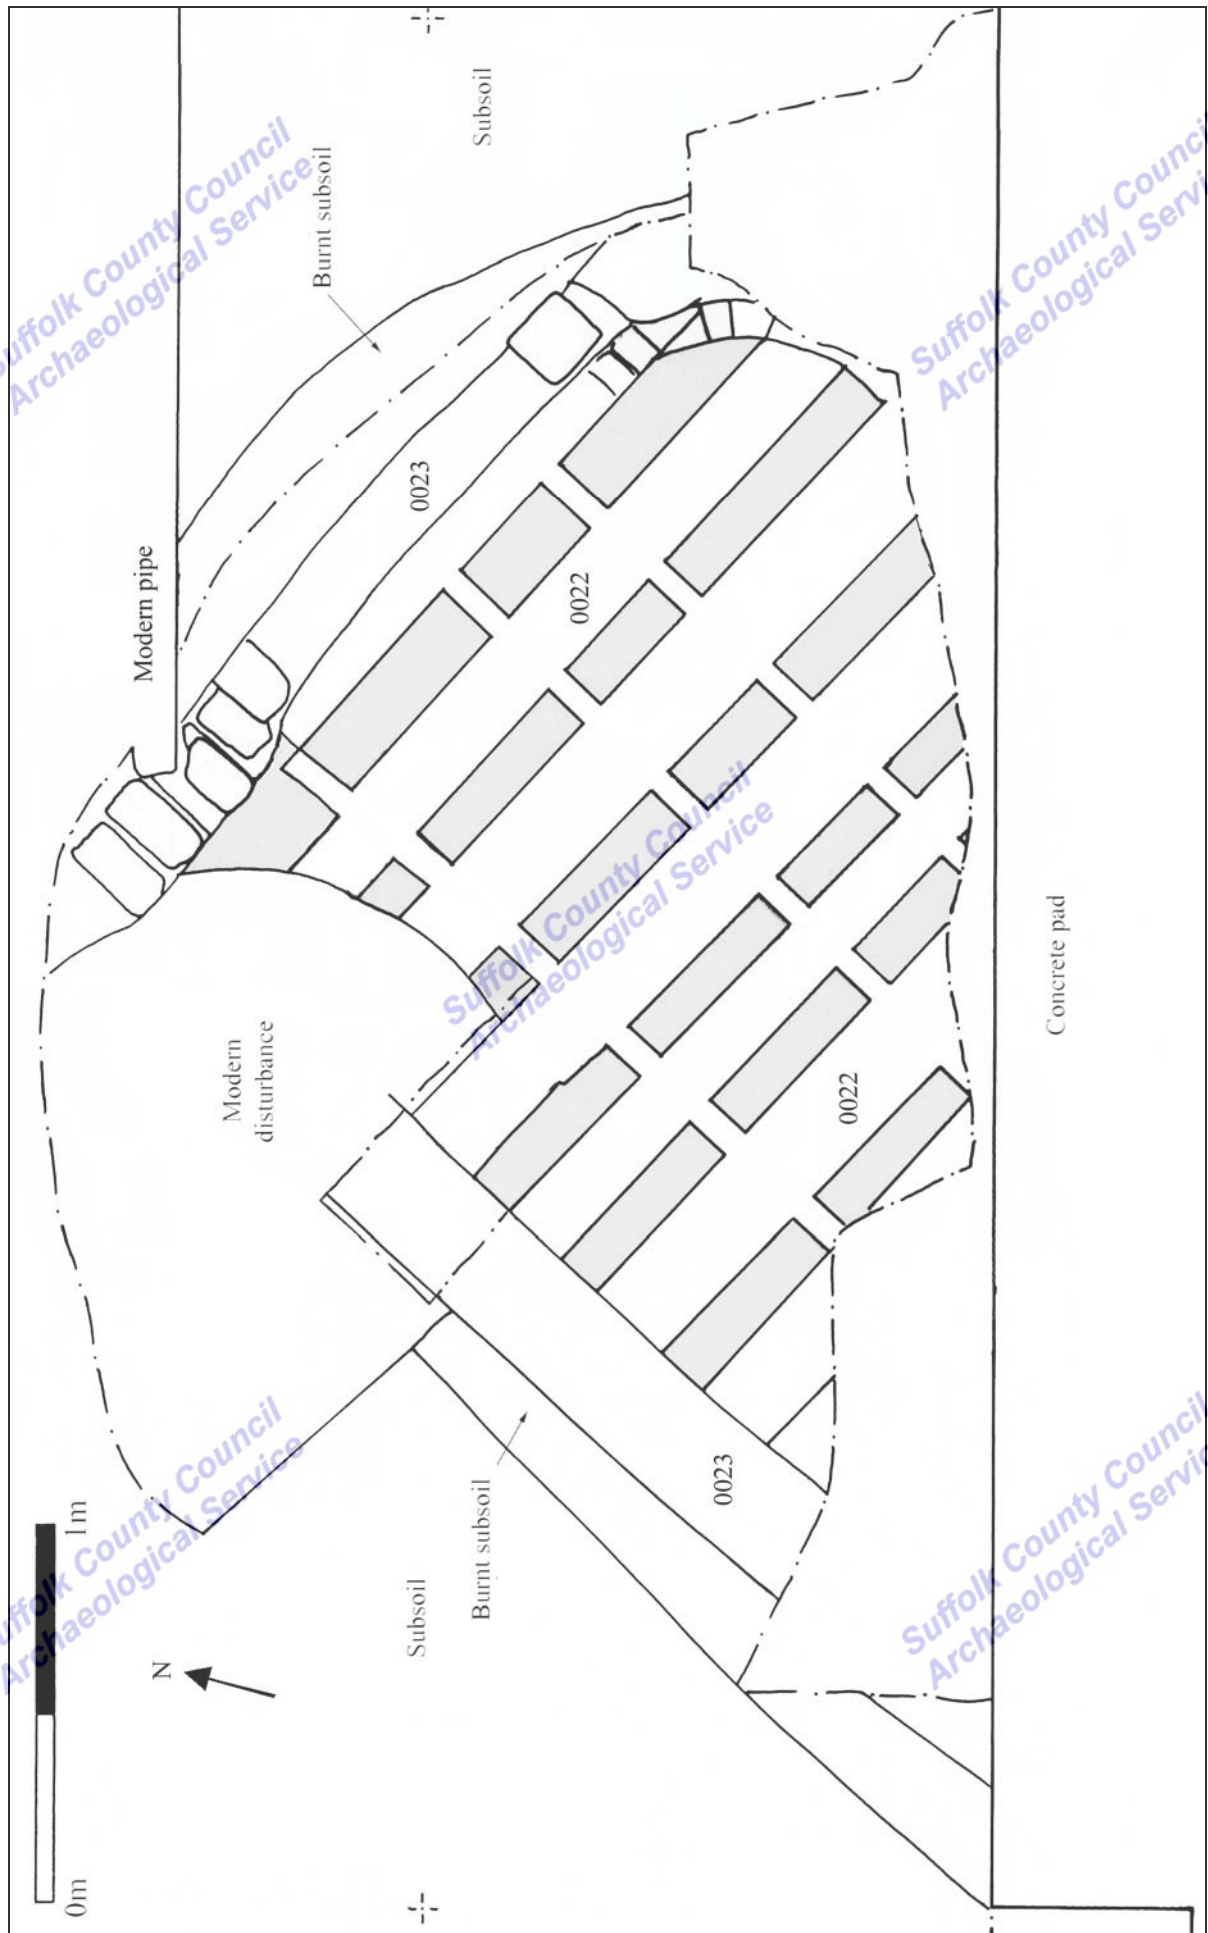 Subsoil
Burnt subsoil
Suffolk County Council
Archaeological Service
Suffolk County Council
Archaeological Service
0023
Modern pipe
0022
Suffolk County Council
Archaeological Service
Modern
disturbance
Concrete pad
0022
0023
Burnt subsoil
Subsoil
Suffolk County Council
Archaeological Service
Suffolk County Council
Archaeological Service
N
1m
0m